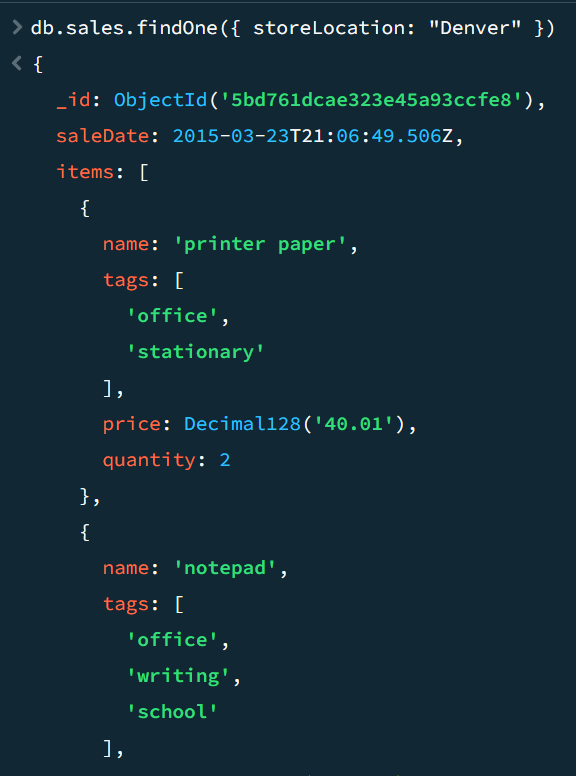 > db.sales.findOne({ storeLocation: "Denver" })
< {
_id: ObjectId('5bd761dcae323e45a93ccfe8'),
saleDate: 2015-03-23T21:06:49.506Z,
items: [
{
name: 'printer paper',
tags: [
'office',
'stationary'
],
price: Decimal128('40.01'),
quantity: 2
},
{
name: 'notepad',
tags: [
'office',
'writing',
'school'
],